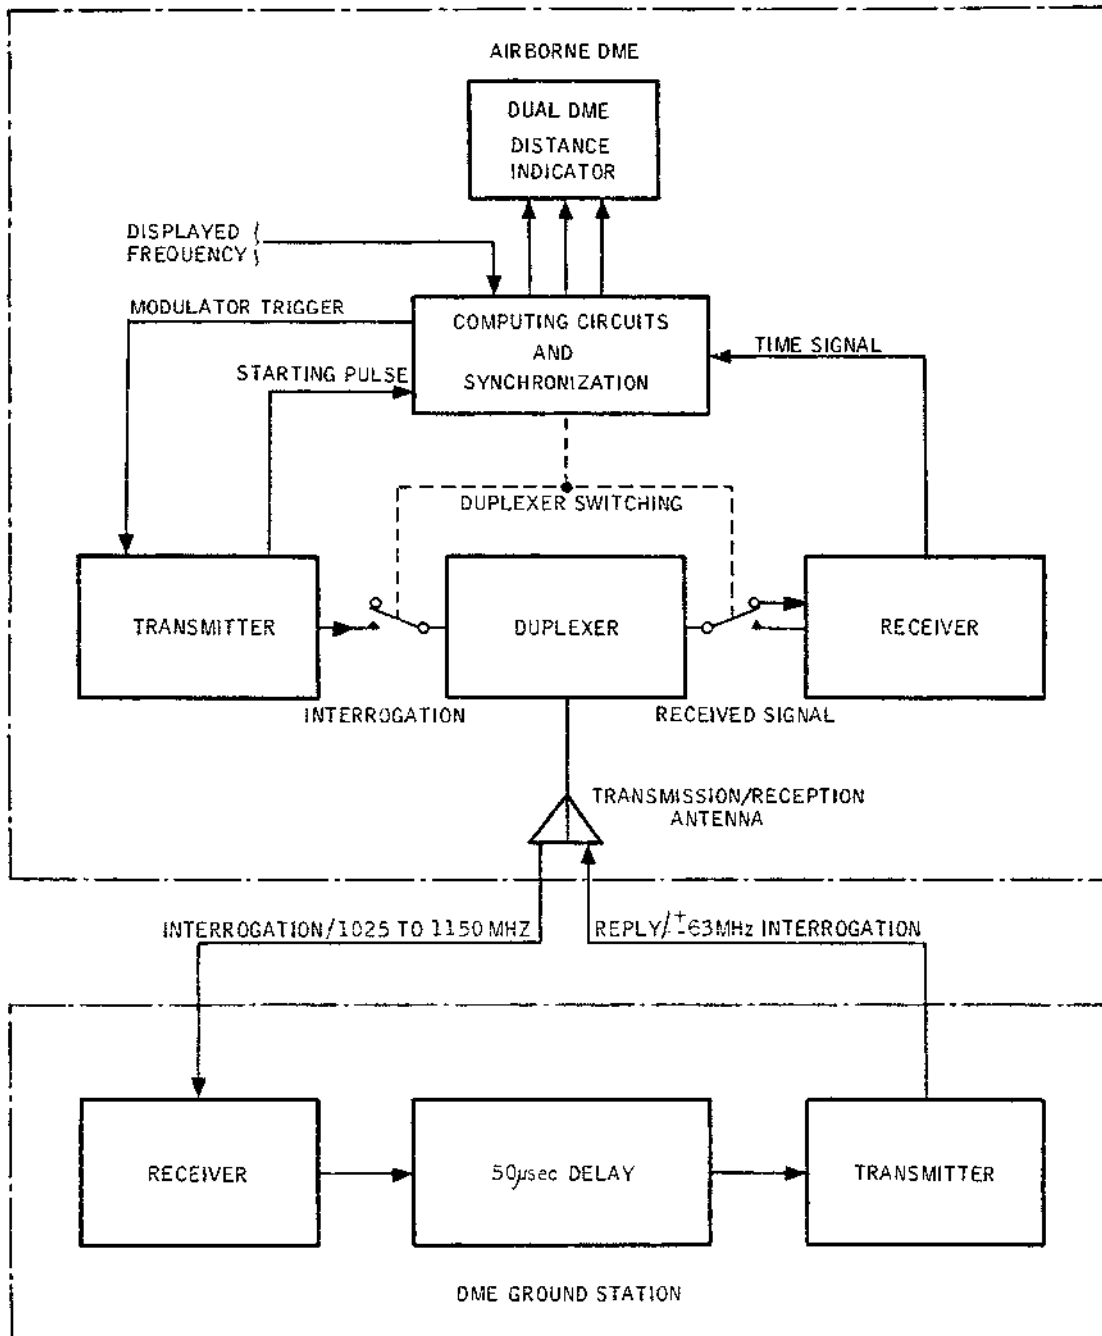 AIRBORNE DME
DUAL DME
DISTANCE
INDICATOR
DISPLAYED
FREQUENCY
MODULATOR TRIGGER
COMPUTING CIRCUITS
AND
SYNCHRONIZATION
TIME SIGNAL
STARTING PULSE
DUPLEXER SWITCHING
TRANSMITTER
DUPLEXER
RECEIVER
INTERROGATION
RECEIVED SIGNAL
TRANSMISSION/RECEPTION
ANTENNA
INTERROGATION/1025 TO 1150 MHZ
REPLY/±63MHz INTERROGATION
RECEIVER
50µsec DELAY
TRANSMITTER
DME GROUND STATION